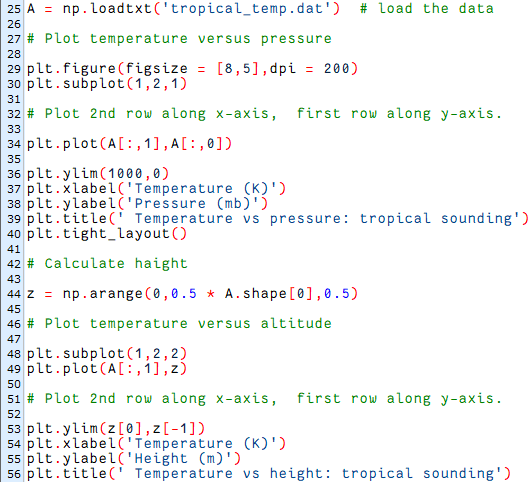 25 A = np.loadtxt('tropical_temp.dat')  # load the data
26
27 # Plot temperature versus pressure
28
29 plt.figure(figsize = [8,5],dpi = 200)
30 plt.subplot(1,2,1)
31
32 # Plot 2nd row along x-axis,  first row along y-axis.
33
34 plt.plot(A[:,1],A[:,0])
35
36 plt.ylim(1000,0)
37 plt.xlabel('Temperature (K)')
38 plt.ylabel('Pressure (mb)')
39 plt.title(' Temperature vs pressure: tropical sounding')
40 plt.tight_layout()
41
42 # Calculate haight
43
44 z = np.arange(0,0.5 * A.shape[0],0.5)
45
46 # Plot temperature versus altitude
47
48 plt.subplot(1,2,2)
49 plt.plot(A[:,1],z)
50
51 # Plot 2nd row along x-axis,  first row along y-axis.
52
53 plt.ylim(z[0],z[-1])
54 plt.xlabel('Temperature (K)')
55 plt.ylabel('Height (m)')
56 plt.title(' Temperature vs height: tropical sounding')